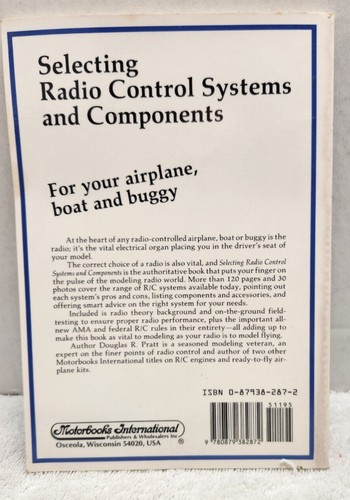 Selecting
Radio Control Systems
and Components
For your airplane,
boat and buggy
At the heart of any radio-controlled airplane, boat or buggy is the
radio; it's the vital electrical organ placing you in the driver's seat of
your model.
The correct choice of a radio is also vital, and Selecting Radio Control
Systems and Components is the authoritative book that puts your finger on
the pulse of the modeling radio world. More than 120 pages and 30
photos cover the range of R/C systems available today, pointing out
each system's pros and cons, listing components and accessories, and
offering smart advice on the right system for your needs.
Included is radio theory background and on-the-ground field-
testing to ensure proper radio performance, plus the important all-
new AMA and federal R/C rules in their entirety—all adding up to
make this book as vital to modeling as your radio is to model flying.
Author Douglas R. Pratt is a seasoned modeling veteran, an
expert on the finer points of radio control and author of two other
Motorbooks International titles on R/C engines and ready-to-fly air-
plane kits.
ISBN 0-87938-287-2
51195
9 780879 382872
Motorbooks International
Publishers & Wholesalers Inc
Osceola, Wisconsin 54020, USA